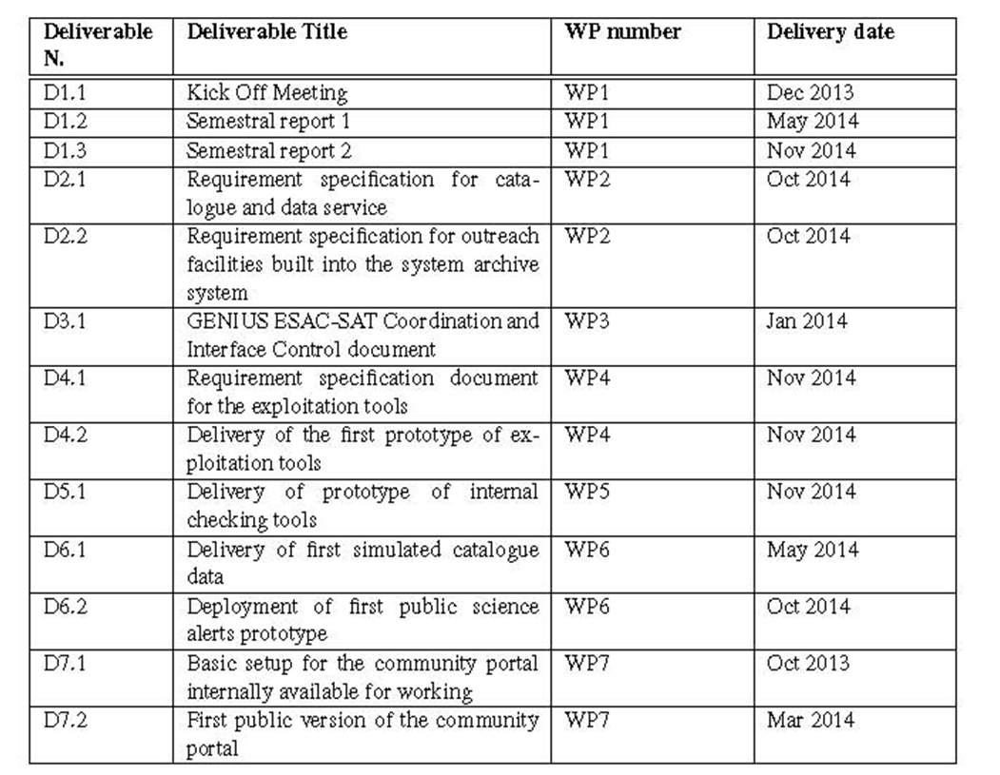 Deliverable N. Deliverable Title WP number Delivery date
D1.1 Kick Off Meeting WP1 Dec 2013
D1.2 Semestral report 1 WP1 May 2014
D1.3 Semestral report 2 WP1 Nov 2014
D2.1 Requirement specification for cata-
logue and data service WP2 Oct 2014
D2.2 Requirement specification for outreach
facilities built into the system archive
system WP2 Oct 2014
D3.1 GENIUS ESAC-SAT Coordination and
Interface Control document WP3 Jan 2014
D4.1 Requirement specification document
for the exploitation tools WP4 Nov 2014
D4.2 Delivery of the first prototype of ex-
ploitation tools WP4 Nov 2014
D5.1 Delivery of prototype of internal
checking tools WP5 Nov 2014
D6.1 Delivery of first simulated catalogue
data WP6 May 2014
D6.2 Deployment of first public science
alerts prototype WP6 Oct 2014
D7.1 Basic setup for the community portal
internally available for working WP7 Oct 2013
D7.2 First public version of the community
portal WP7 Mar 2014